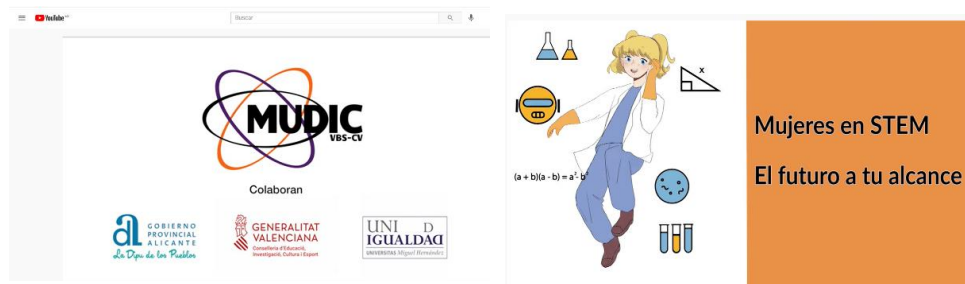 YouTube
Buscar
MUDIC
VBS-CV
Colaboran
GOBIERNO
PROVINCIAL
ALICANTE
La Dipu de los Pueblos
GENERALITAT
VALENCIANA
Conselleria d'Educació,
Investigació, Cultura i Esport
UNI D
IGUALDAD
UNIVERSITAS Miguel Hernández
x
(a + b)(a - b) = a²- b²
Mujeres en STEM
El futuro a tu alcance